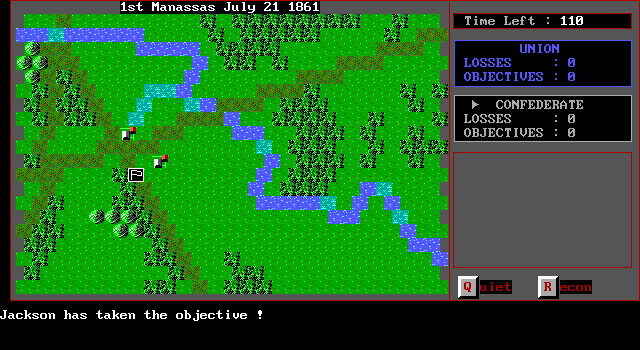 1st Manassas July 21 1861
Time Left : 110
UNION
LOSSES : 0
OBJECTIVES : 0
CONFEDERATE
LOSSES : 0
OBJECTIVES : 0
Quiet Recon
Jackson has taken the objective !